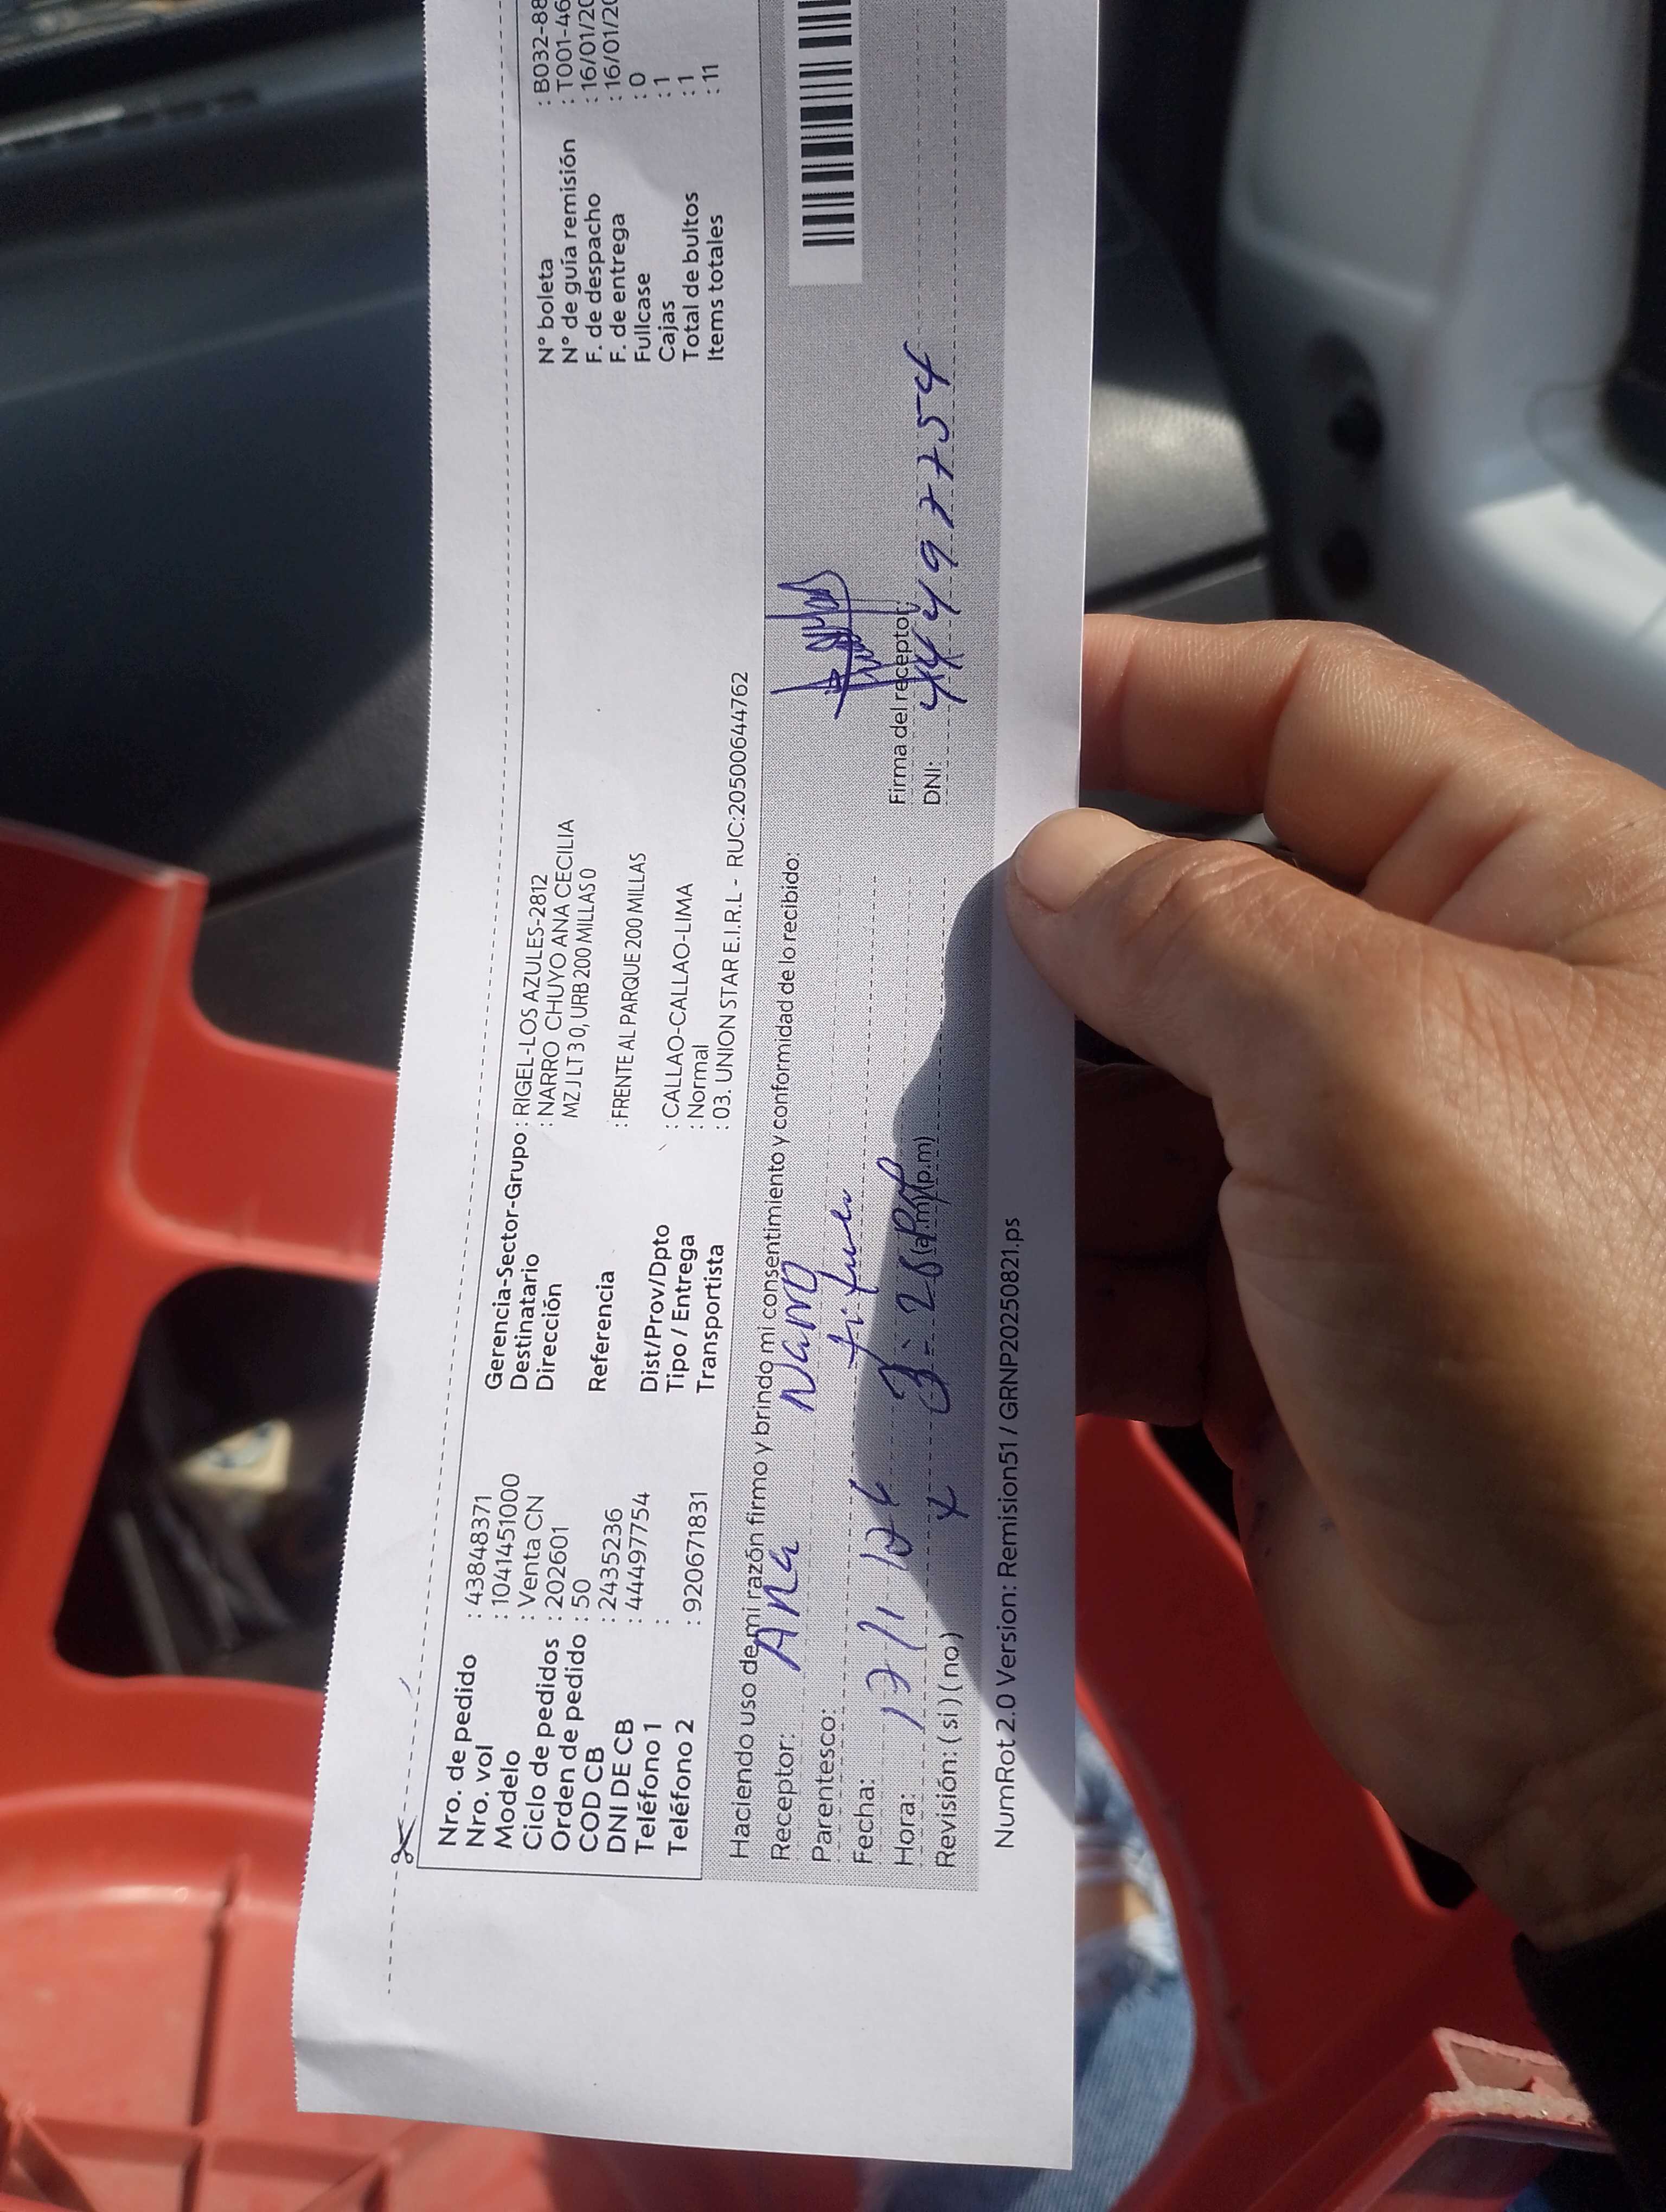 Nro. de pedido : 43848371
Nro. vol : 10414451000
Modelo : Venta CN
Ciclo de pedidos : 202601
Orden de pedido : 50
COD CB : 2435236
DNI DE CB : 44497754
Teléfono 1 :
Teléfono 2 : 920671831
Gerencia-Sector-Grupo : RIGEL-LOS AZULES-2812
Destinatario : NARRO CHUYO ANA CECILIA
Dirección MZ J LT 3 0, URB 200 MILLAS 0
Referencia : FRENTE AL PARQUE 200 MILLAS
Dist/Prov/Dpto : CALLAO-CALLAO-LIMA
Tipo / Entrega : Normal
Transportista : 03. UNION STAR E.I.R.L - RUC:20500644762
N° boleta : B032-88
N° de guía remisión : T001-46
F. de despacho : 16/01/20
F. de entrega : 16/01/20
Fullcase : 0
Cajas : 1
Total de bultos : 1
Items totales : 11
Haciendo uso de mi razón firmo y brindo mi consentimiento y conformidad de lo recibido:
Receptor: Ana Narro
Parentesco: titular
Fecha: 17/1
Hora: 3:26 (a.m) (p.m)
Revisión: (si) (no)
Firma del receptor:
DNI: 44497754
NumRot 2.0 Version: Remision51 / GRNIP20250821.ps